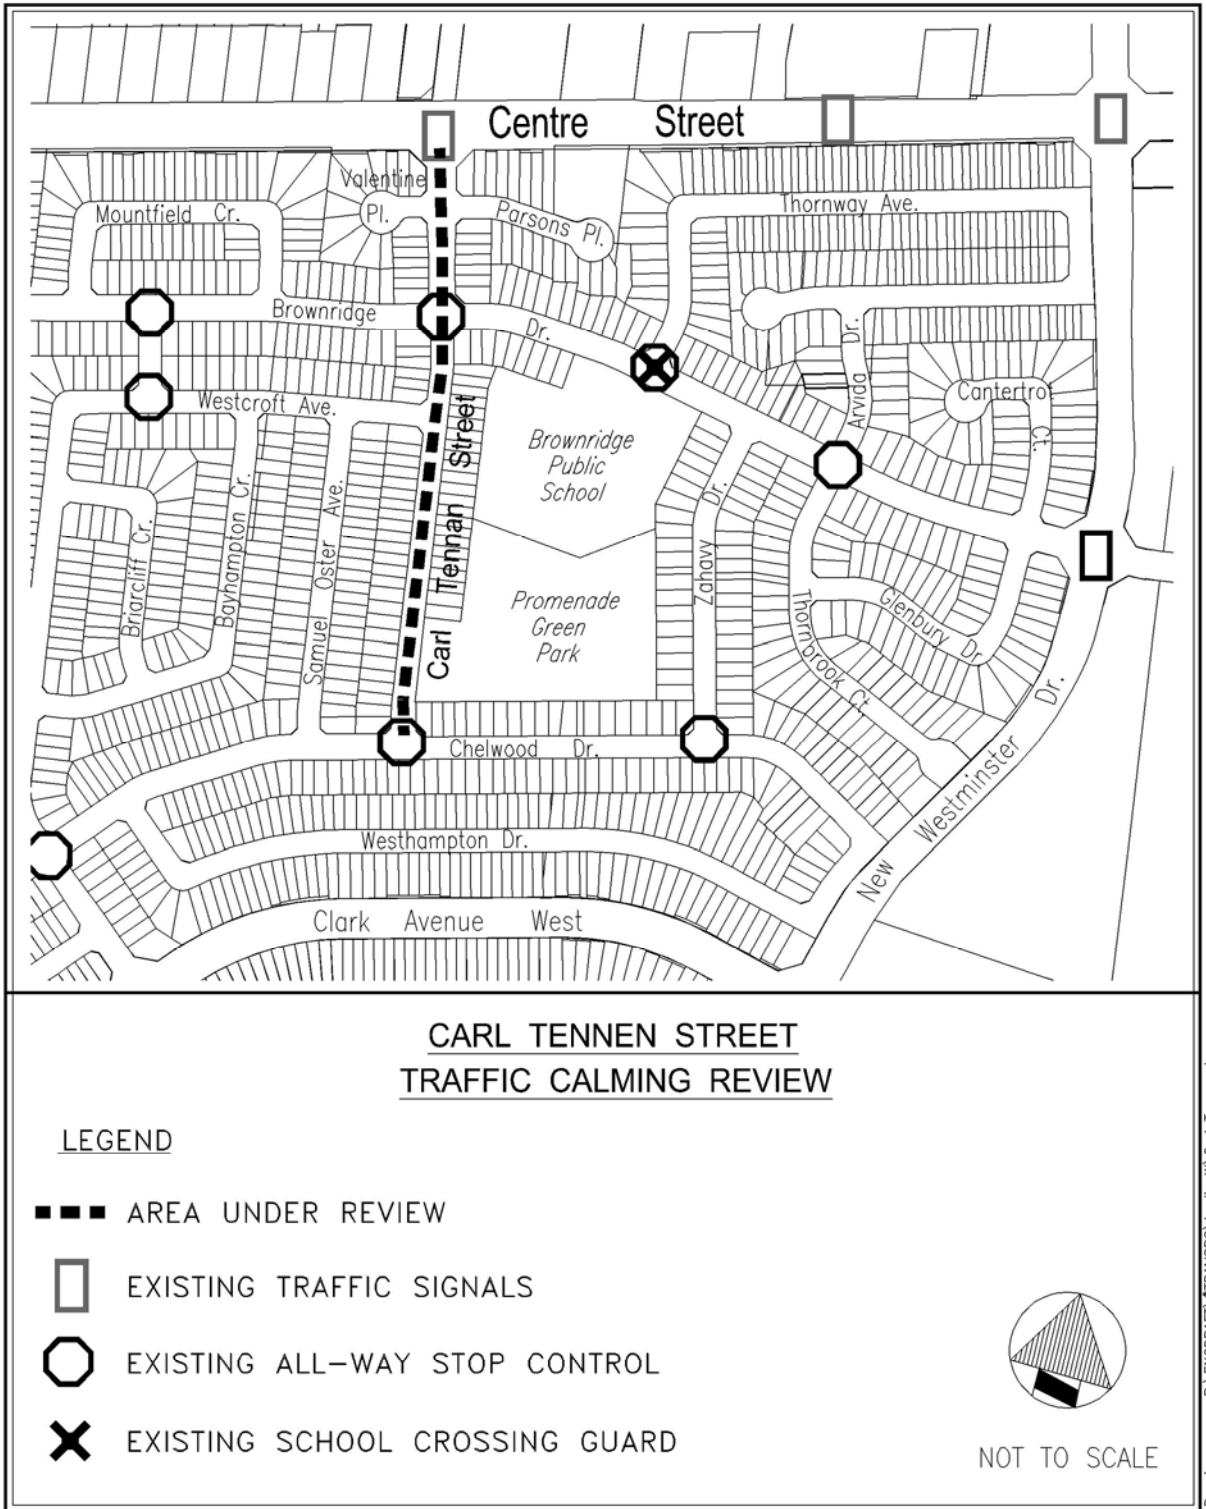 Centre Street
Valentine
Pl.
Mountfield Cr.
Parsons Pl.
Thornway Ave.
Brownridge
Dr.
Arvida Dr.
Westcroft Ave.
Cantertrot
Ct.
Brownridge
Public
School
Carl Tennan Street
Briarcliff Cr.
Bayhampton Cr.
Samuel Oster Ave.
Zahavy Dr.
Promenade
Green
Park
Glenbury Dr.
Thornbrook Ct.
Chelwood Dr.
New Westminster Dr.
Westhampton Dr.
Clark Avenue West
CARL TENNEN STREET
TRAFFIC CALMING REVIEW
LEGEND
AREA UNDER REVIEW
EXISTING TRAFFIC SIGNALS
EXISTING ALL-WAY STOP CONTROL
EXISTING SCHOOL CROSSING GUARD
NOT TO SCALE